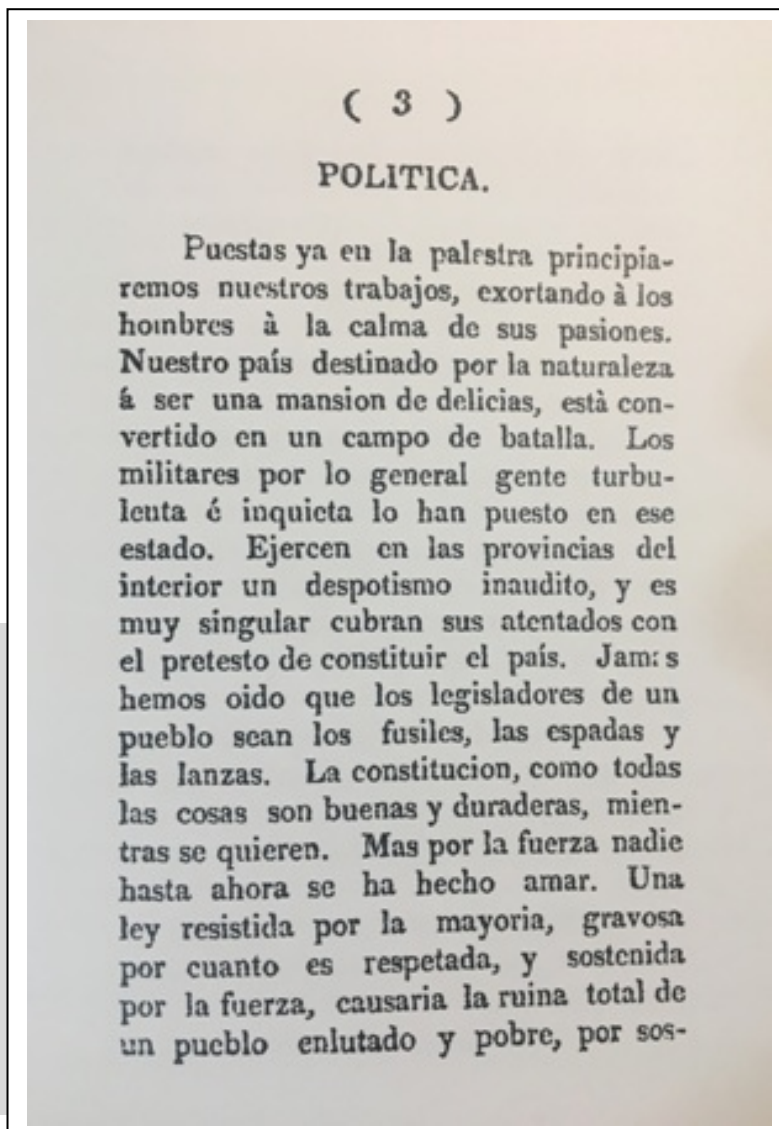 ( 3 )
POLITICA.
Puestas ya en la palestra principia-
remos nuestros trabajos, exortando à los
hombres à la calma de sus pasiones.
Nuestro país destinado por la naturaleza
á ser una mansion de delicias, està con-
vertido en un campo de batalla. Los
militares por lo general gente turbu-
lenta é inquieta lo han puesto en ese
estado. Ejercen en las provincias del
interior un despotismo inaudito, y es
muy singular cubran sus atentados con
el pretesto de constituir el país. Jamás
hemos oido que los legisladores de un
pueblo sean los fusiles, las espadas y
las lanzas. La constitucion, como todas
las cosas son buenas y duraderas, mien-
tras se quieren. Mas por la fuerza nadie
hasta ahora se ha hecho amar. Una
ley resistida por la mayoria, gravosa
por cuanto es respetada, y sostenida
por la fuerza, causaria la ruina total de
un pueblo enlutado y pobre, por sos-